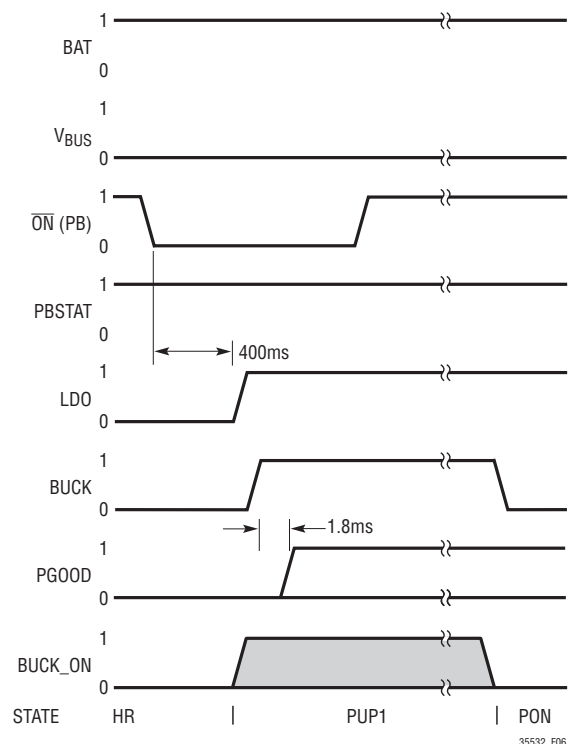 1
BAT
0
1
VBUS
0
1
ON (PB)
0
1
PBSTAT
0
400ms
1
LDO
0
1
BUCK
0
1.8ms
1
PGOOD
0
1
BUCK_ON
0
STATE HR PUP1 PON
35532 F06